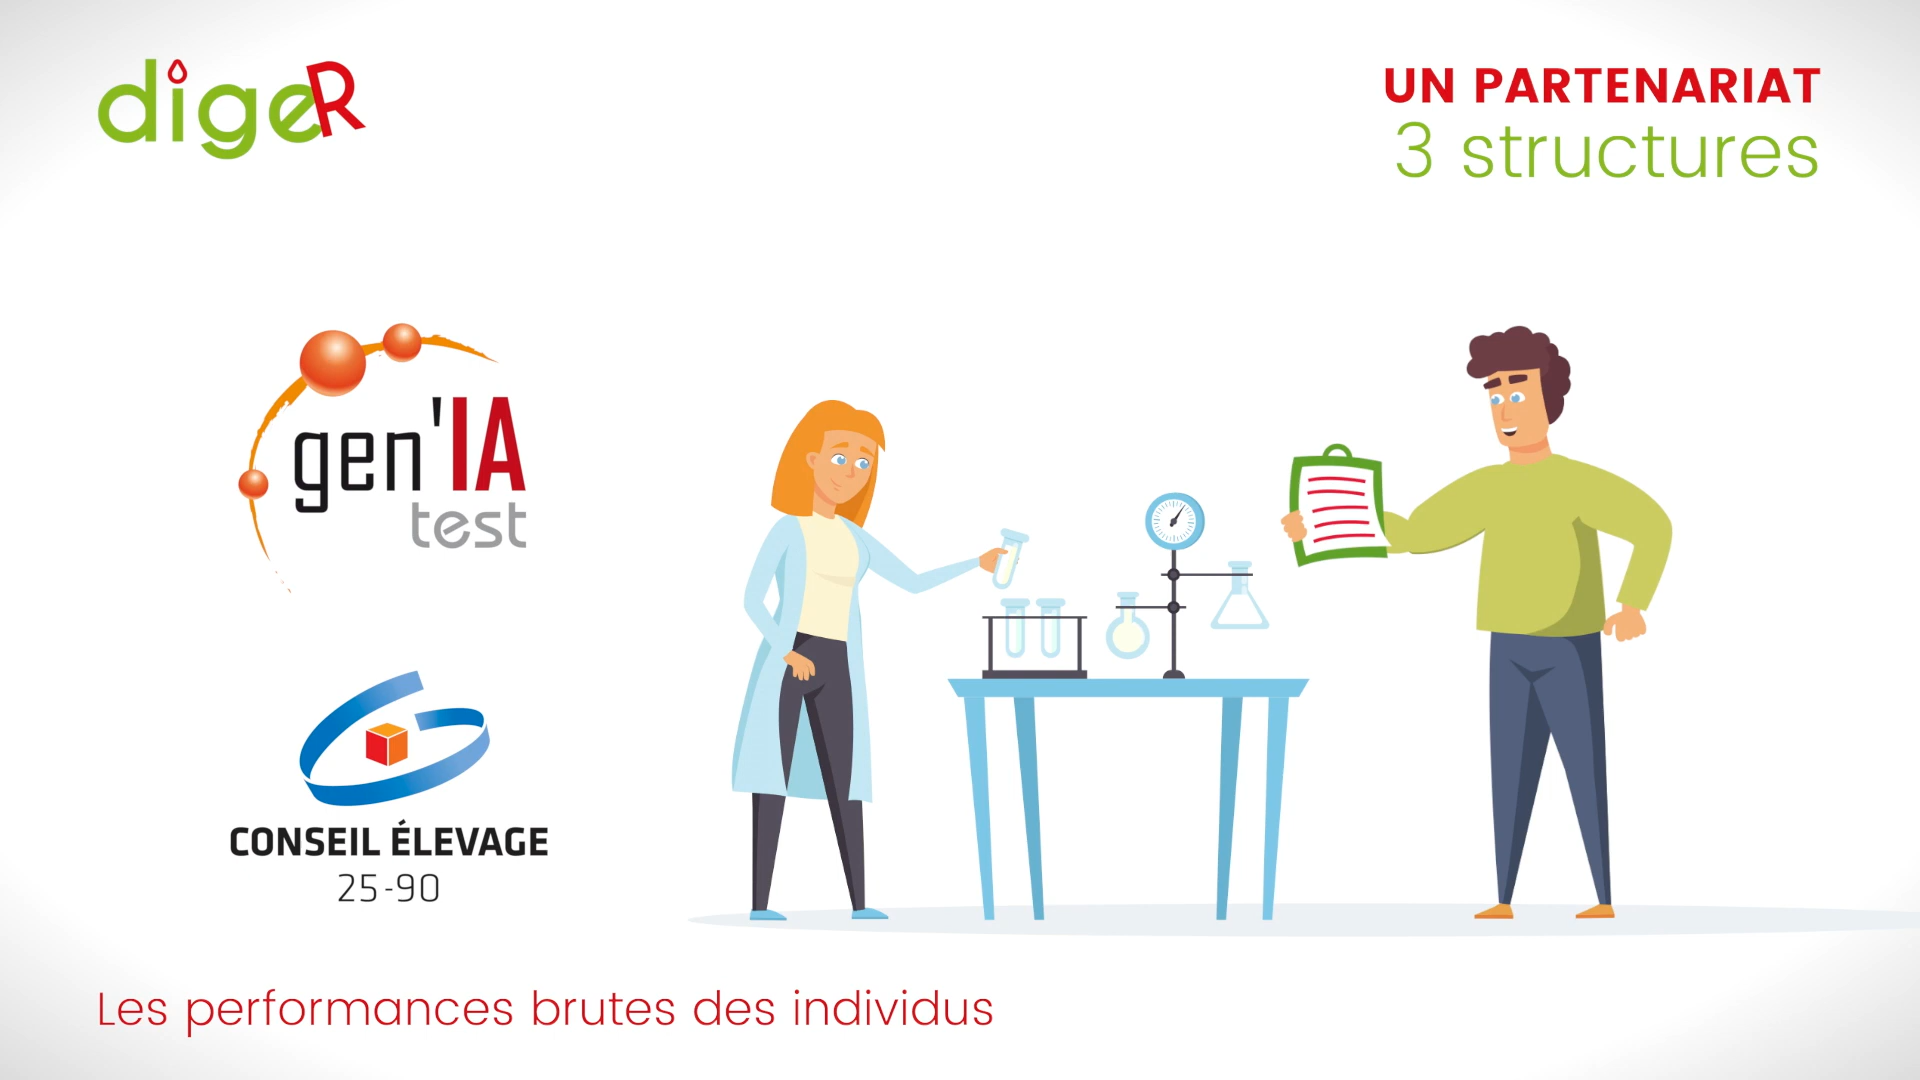 digeR
UN PARTENARIAT
3 structures
gen'IA
test
CONSEIL ÉLEVAGE
25-90
Les performances brutes des individus